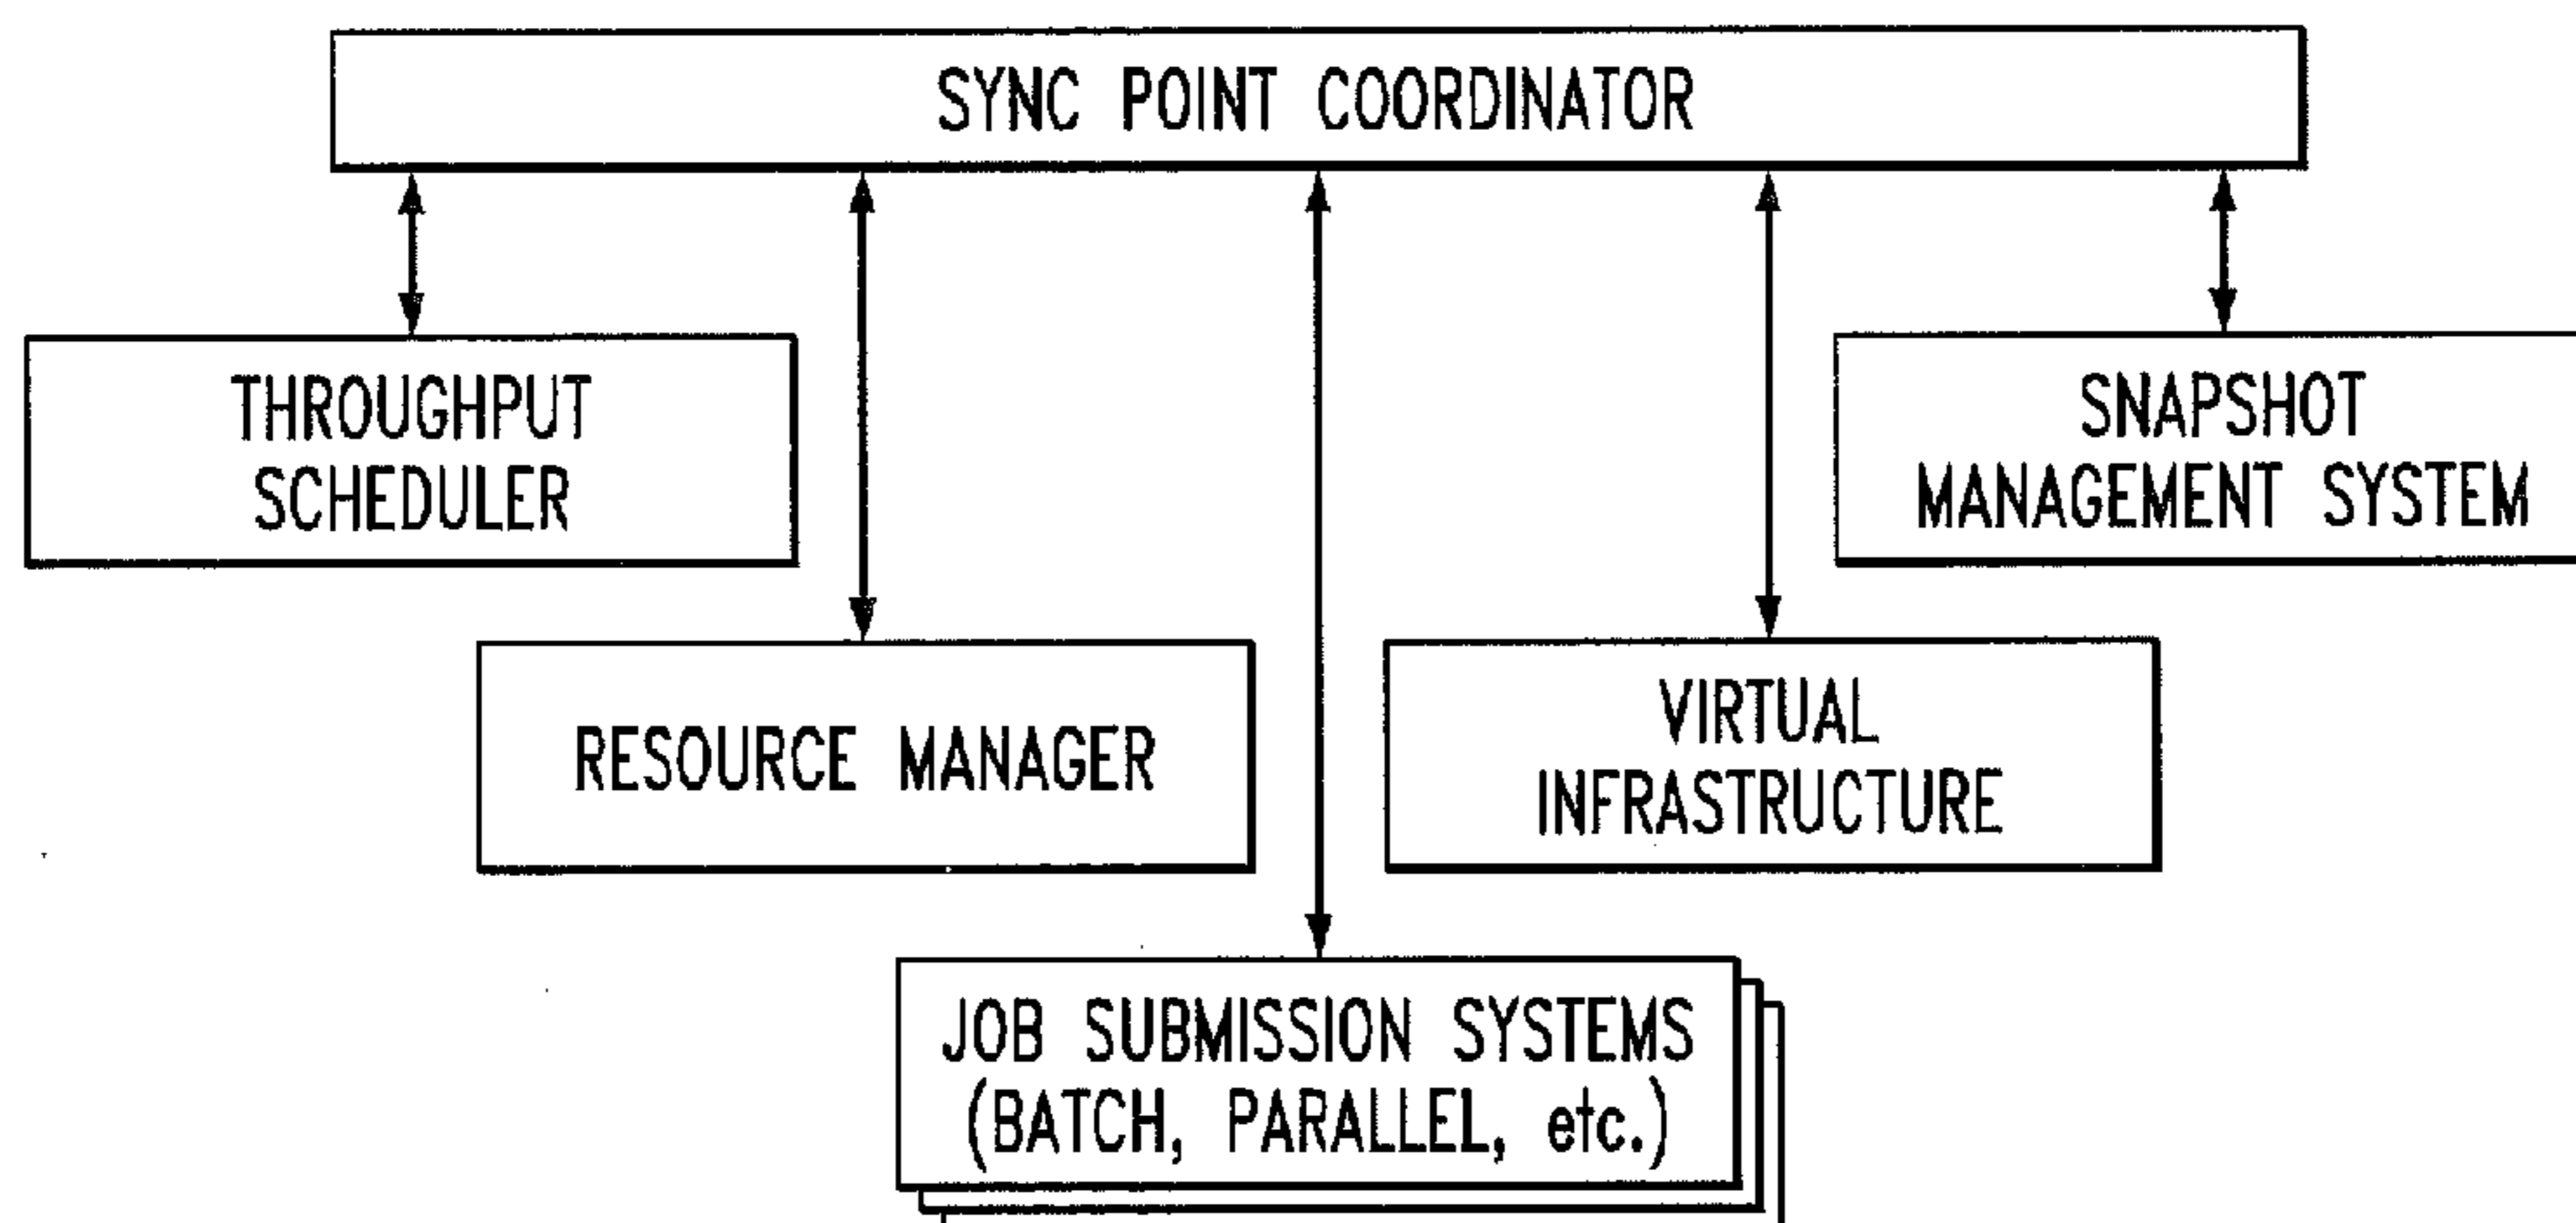 SYNC POINT COORDINATOR
THROUGHPUT
SCHEDULER
SNAPSHOT
MANAGEMENT SYSTEM
RESOURCE MANAGER
VIRTUAL
INFRASTRUCTURE
JOB SUBMISSION SYSTEMS
(BATCH, PARALLEL, etc.)